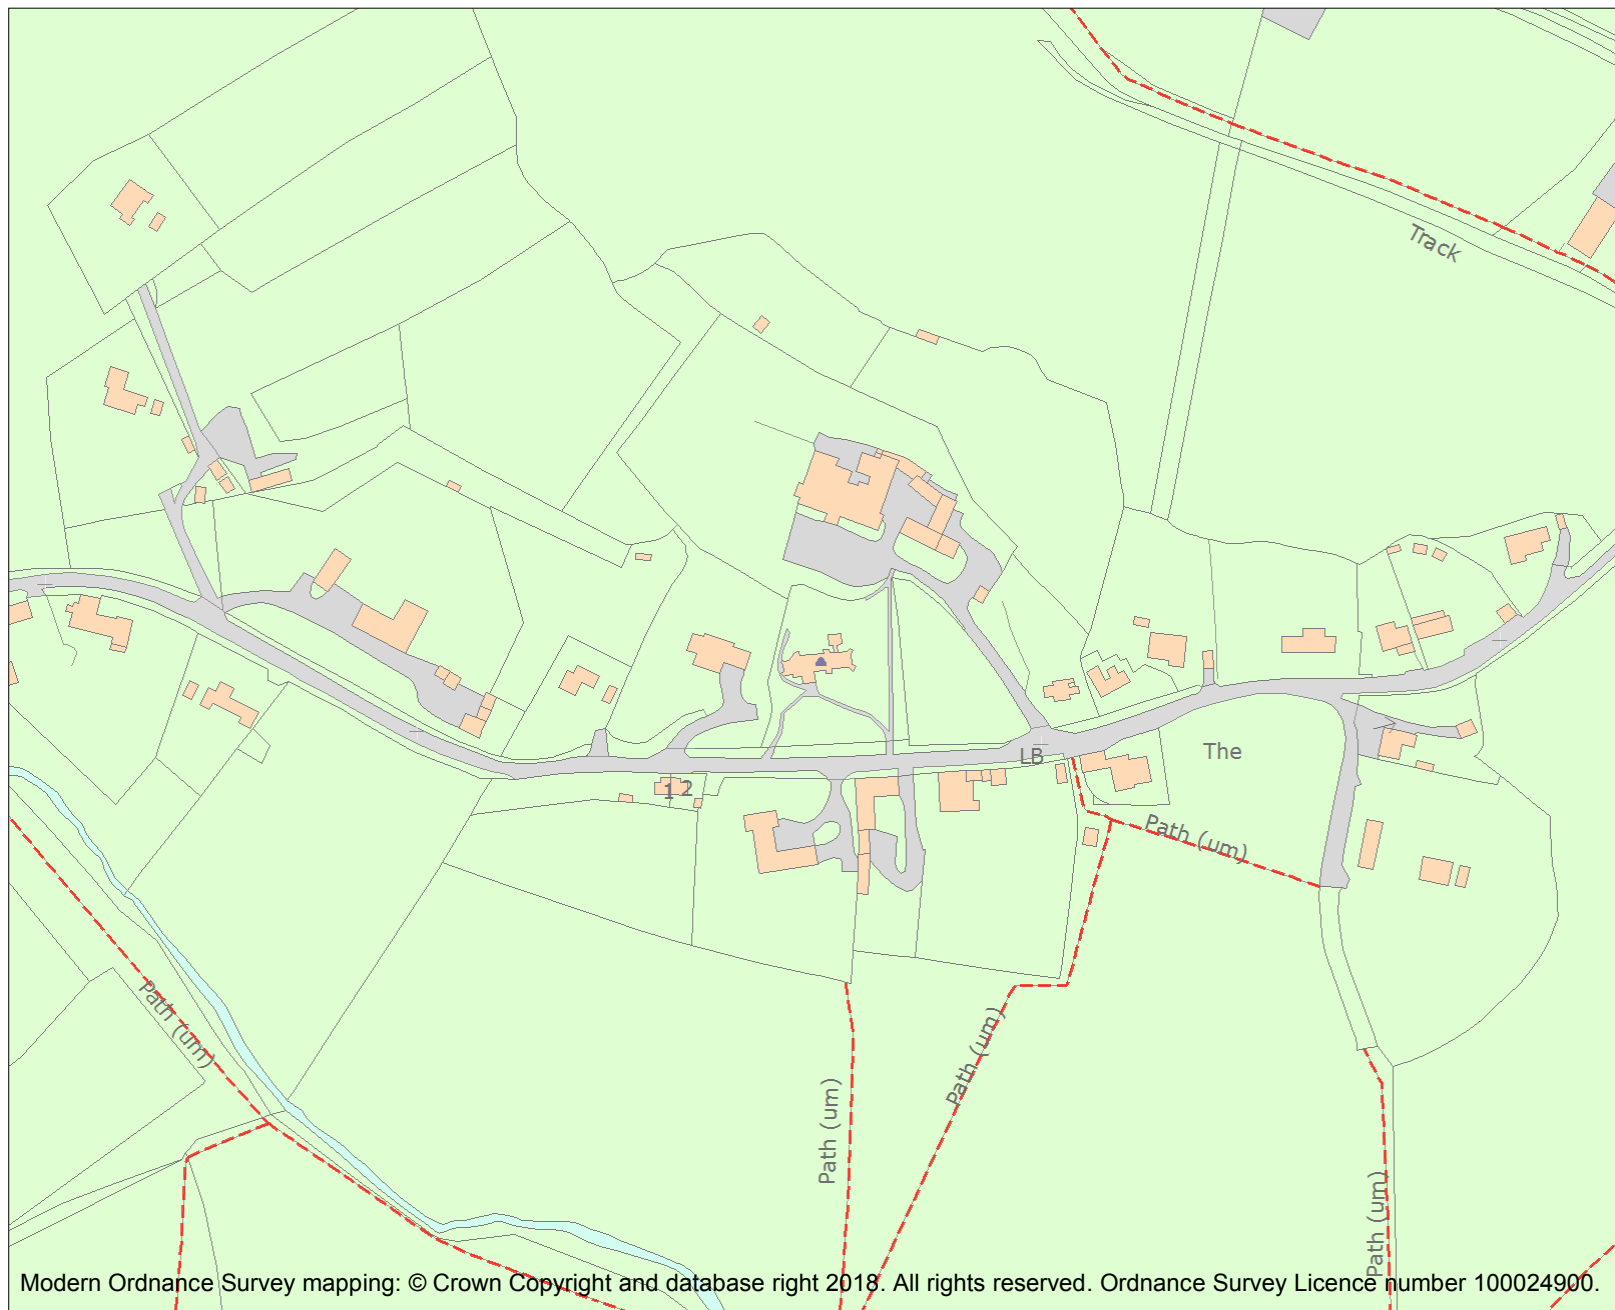 Track
LB
The
1 2
Path (um)
Path (um)
Path (um)
Path (um)
Path (um)
Modern Ordnance Survey mapping: © Crown Copyright and database right 2018. All rights reserved. Ordnance Survey Licence number 100024900.